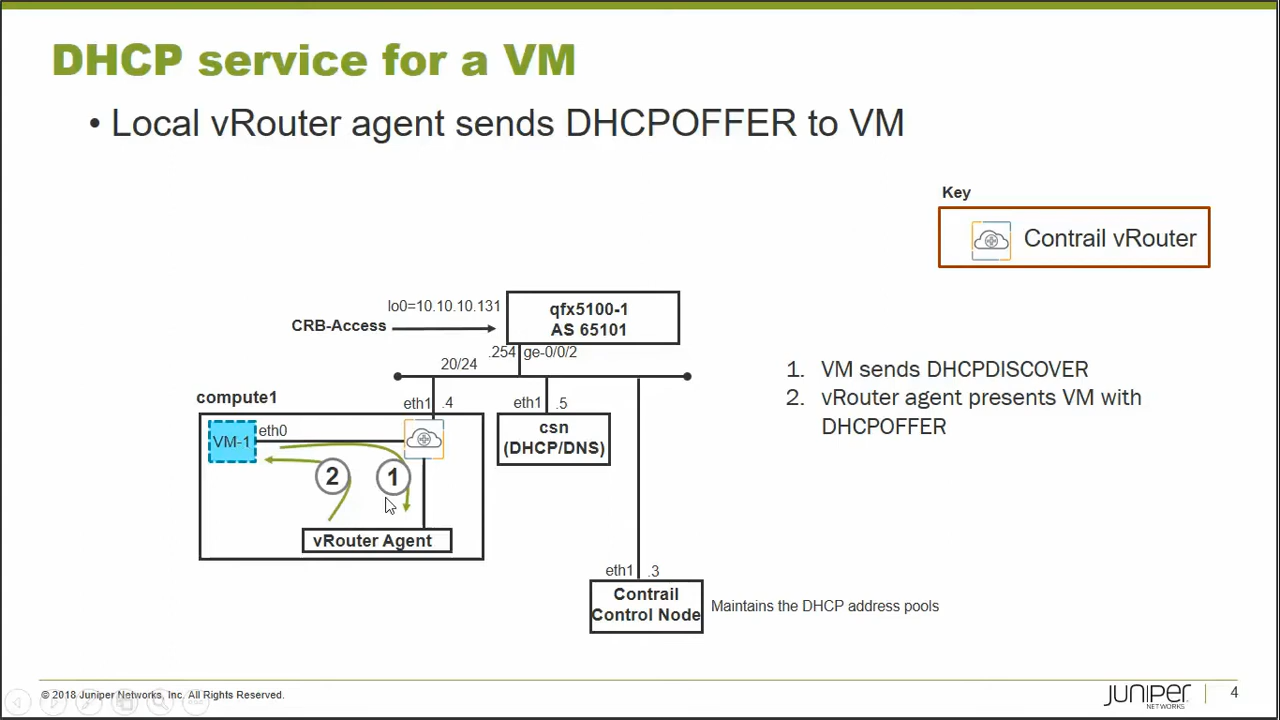 DHCP service for a VM
• Local vRouter agent sends DHCPOFFER to VM
Key
Contrail vRouter
lo0=10.10.10.131
CRB-Access
qfx5100-1
AS 65101
.254
ge-0/0/2
20/24
compute1
eth1
.4
eth1
.5
VM-1
eth0
csn
(DHCP/DNS)
2
1
vRouter Agent
eth1
.3
Contrail
Control Node
Maintains the DHCP address pools
1. VM sends DHCPDISCOVER
2. vRouter agent presents VM with
DHCPOFFER
© 2018 Juniper Networks, Inc. All Rights Reserved.
JUNIPER
NETWORKS
4